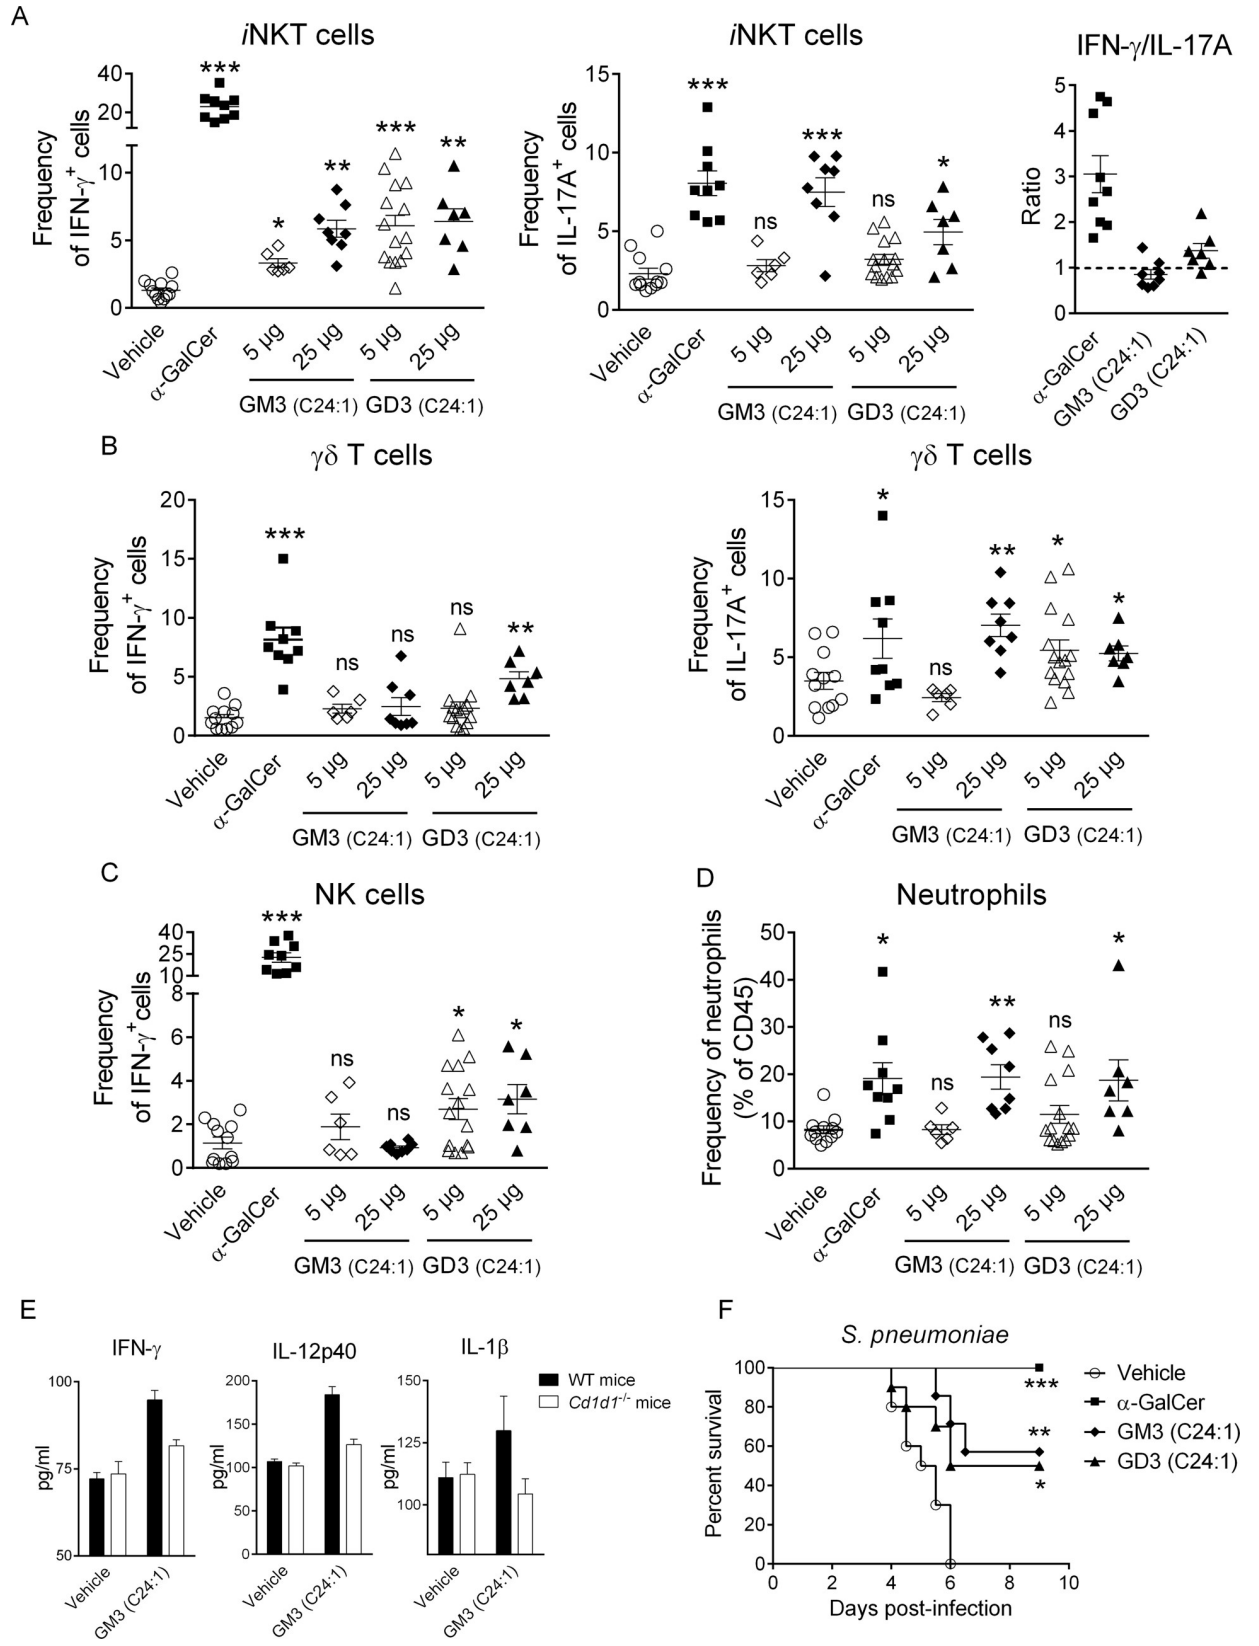 A
iNKT cells
Frequency
of IFN-γ+ cells
40
20
10
5
0
***
*
**
***
**
Vehicle
α-GalCer
5 µg
25 µg
5 µg
25 µg
GM3 (C24:1)
GD3 (C24:1)
iNKT cells
Frequency
of IL-17A+ cells
15
10
5
0
***
ns
***
ns
*
Vehicle
α-GalCer
5 µg
25 µg
5 µg
25 µg
GM3 (C24:1)
GD3 (C24:1)
IFN-γ/IL-17A
Ratio
5
4
3
2
1
0
α-GalCer
GM3 (C24:1)
GD3 (C24:1)
B
γδ T cells
Frequency
of IFN-γ+ cells
20
15
10
5
0
***
ns
ns
ns
**
Vehicle
α-GalCer
5 µg
25 µg
5 µg
25 µg
GM3 (C24:1)
GD3 (C24:1)
γδ T cells
Frequency
of IL-17A+ cells
15
10
5
0
*
ns
**
*
*
Vehicle
α-GalCer
5 µg
25 µg
5 µg
25 µg
GM3 (C24:1)
GD3 (C24:1)
C
NK cells
Frequency
of IFN-γ+cells
40
25
10
8
6
4
2
0
***
ns
ns
*
*
Vehicle
α-GalCer
5 µg
25 µg
5 µg
25 µg
GM3 (C24:1)
GD3 (C24:1)
D
Neutrophils
Frequency of neutrophils
(% of CD45)
50
40
30
20
10
0
*
ns
**
ns
*
Vehicle
α-GalCer
5 µg
25 µg
5 µg
25 µg
GM3 (C24:1)
GD3 (C24:1)
E
IFN-γ
pg/ml
100
75
50
Vehicle
GM3 (C24:1)
IL-12p40
pg/ml
200
150
100
50
0
Vehicle
GM3 (C24:1)
IL-1β
pg/ml
150
125
100
Vehicle
GM3 (C24:1)
WT mice
Cd1d1-/- mice
F
S. pneumoniae
Percent survival
100
80
60
40
20
0
0
2
4
6
8
10
Days post-infection
***
**
*
Vehicle
α-GalCer
GM3 (C24:1)
GD3 (C24:1)